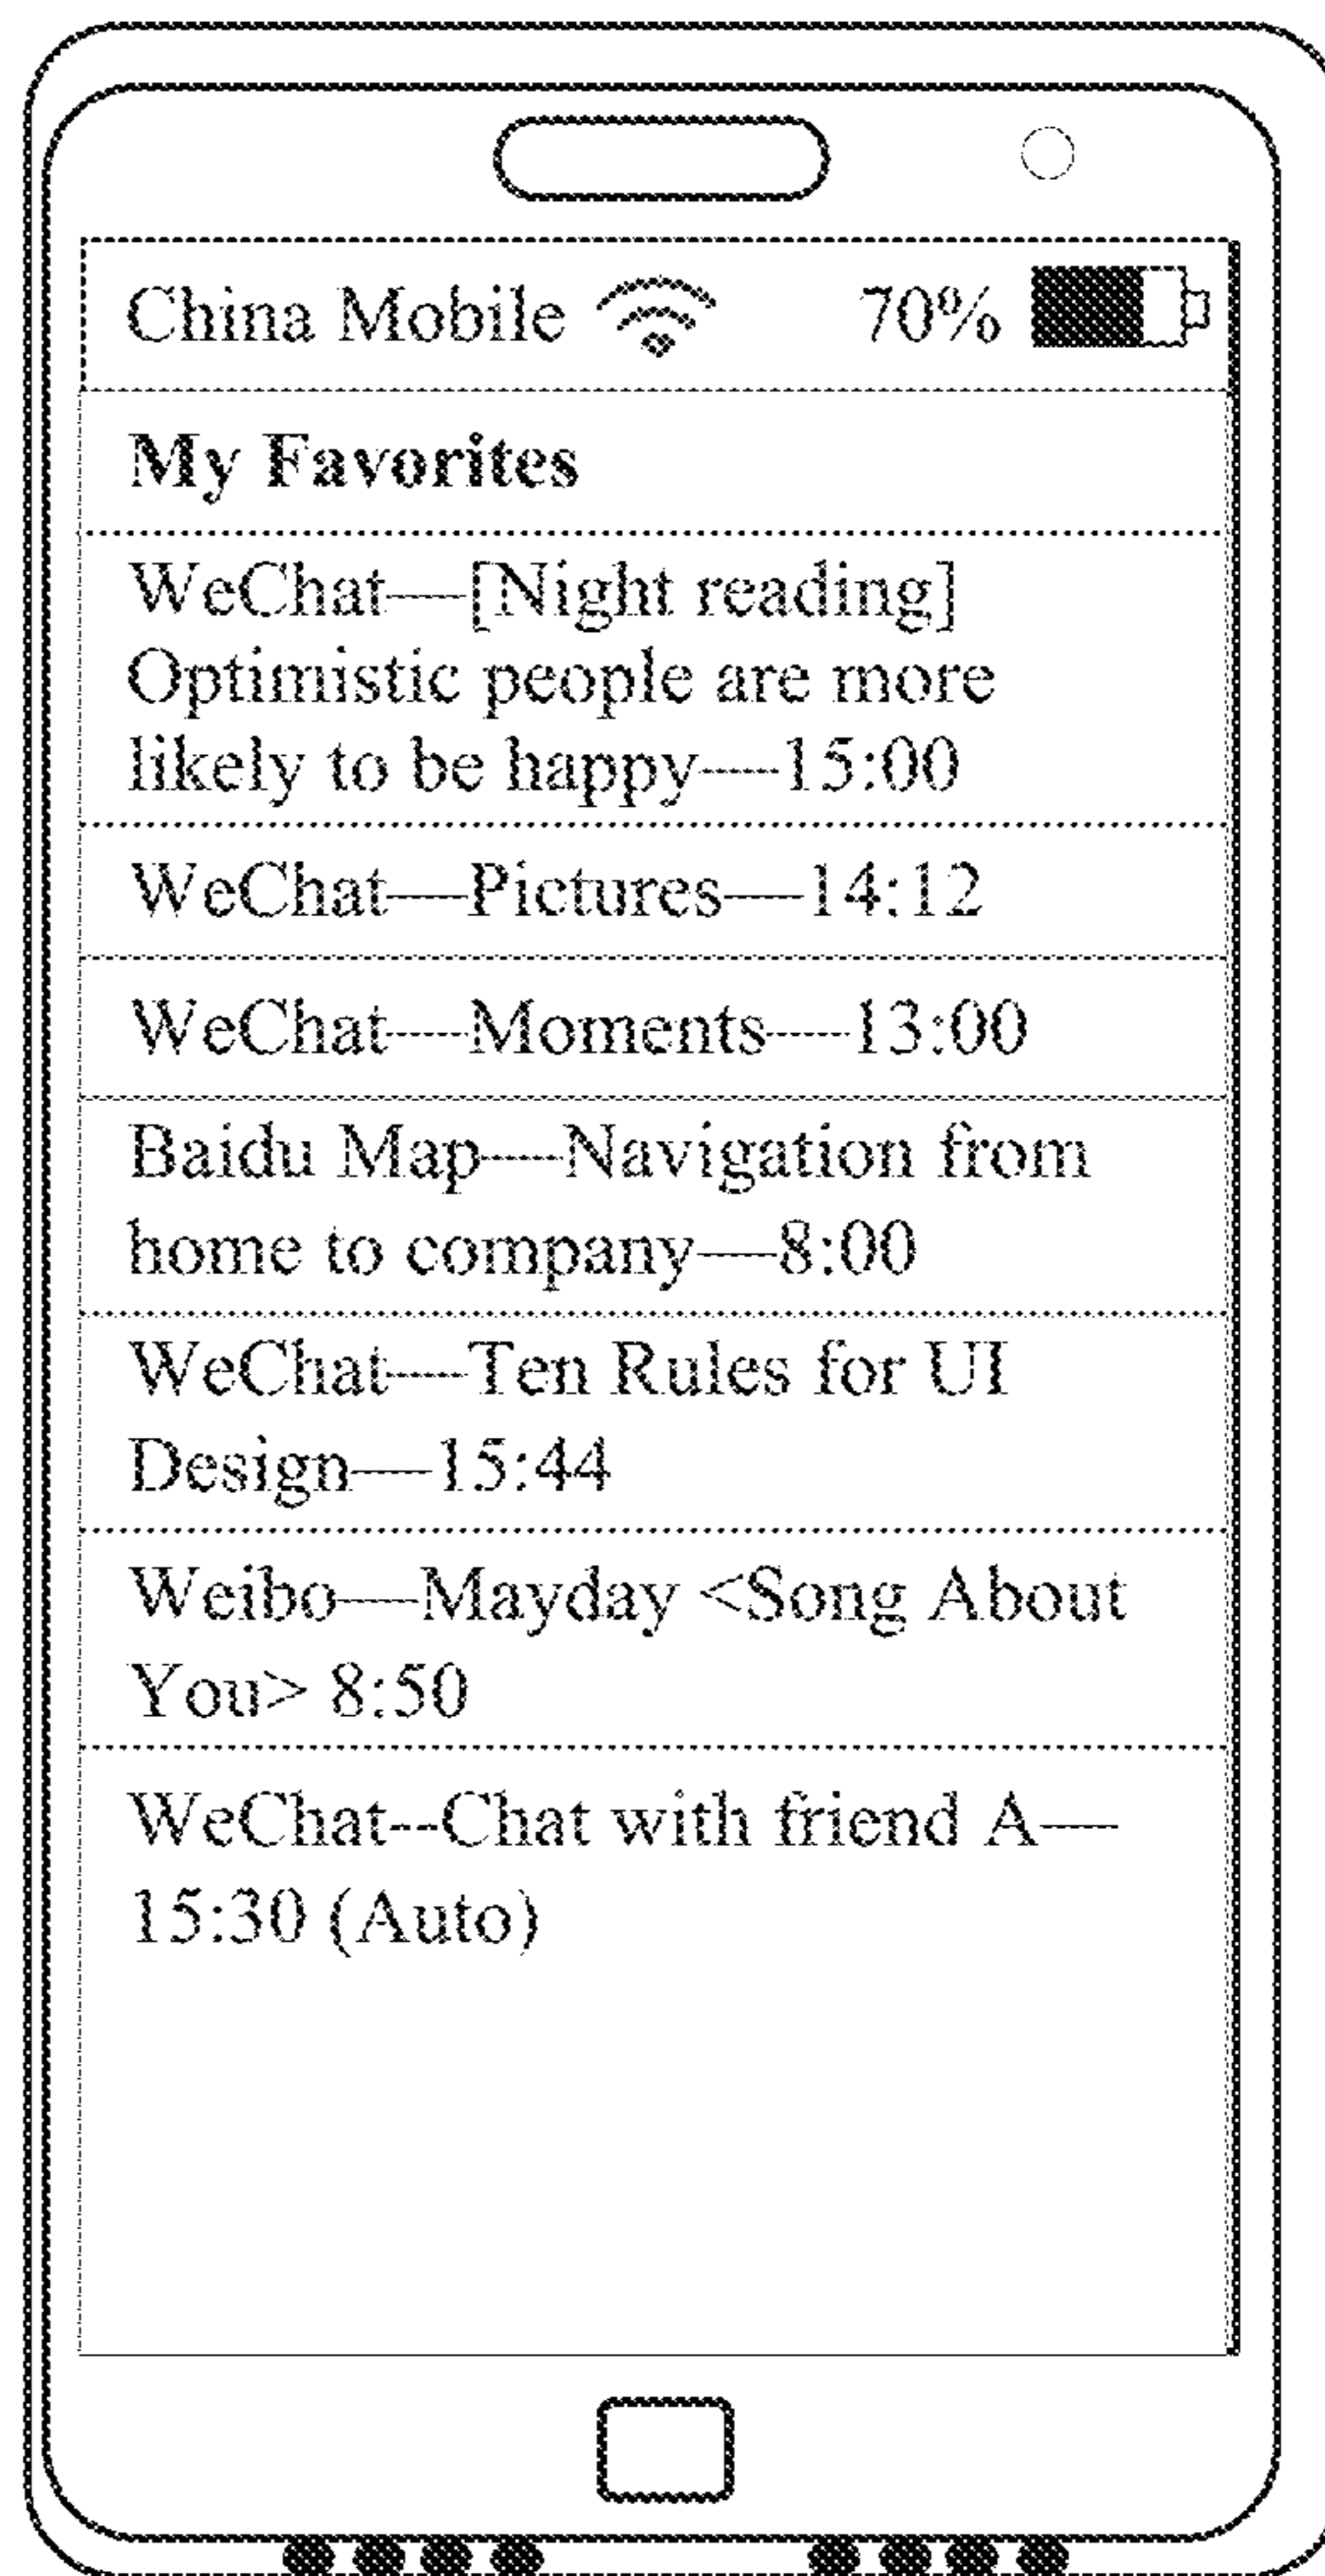 China Mobile 70%
My Favorites
WeChat—[Night reading]
Optimistic people are more
likely to be happy—15:00
WeChat—Pictures—14:12
WeChat—Moments—13:00
Baidu Map—Navigation from
home to company—8:00
WeChat—Ten Rules for UI
Design—15:44
Weibo—Mayday <Song About
You> 8:50
WeChat--Chat with friend A—
15:30 (Auto)